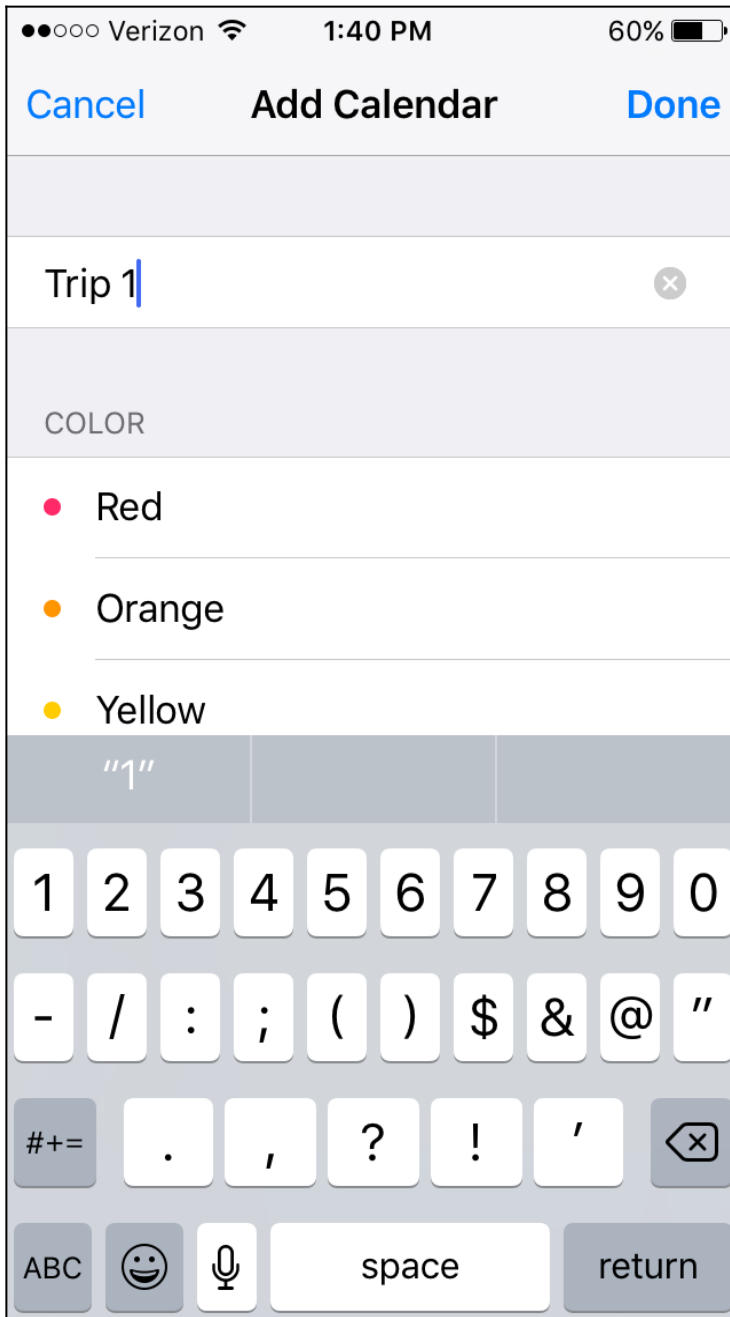 Verizon 1:40 PM 60%
Cancel Add Calendar Done
Trip 1
COLOR
Red
Orange
Yellow
“1”
1 2 3 4 5 6 7 8 9 0
- / : ; ( ) $ & @ "
#+= . , ? ! '
ABC space return